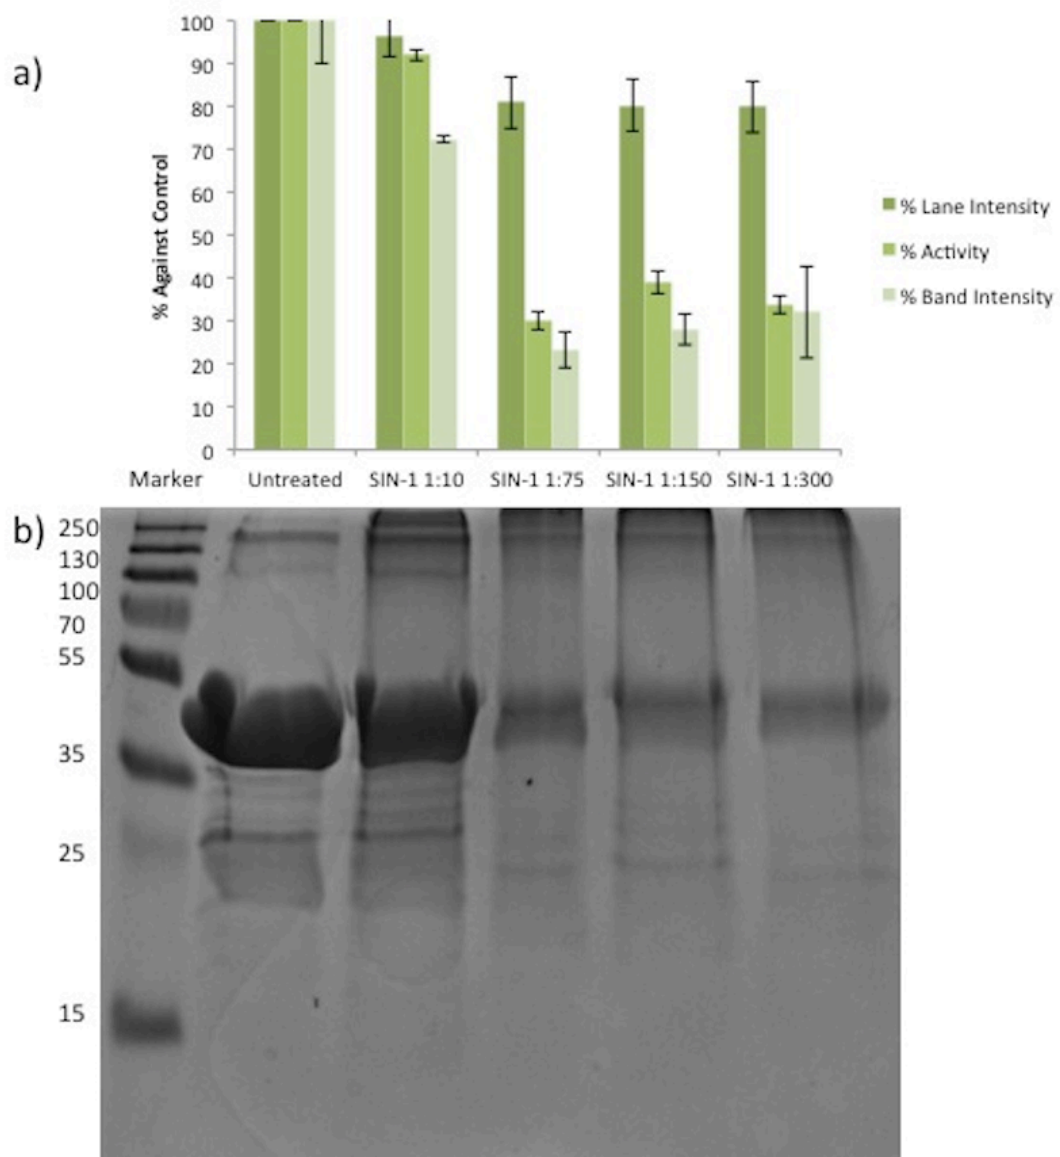 a)
% Against Control
100
90
80
70
60
50
40
30
20
10
0
% Lane Intensity
% Activity
% Band Intensity
Marker Untreated SIN-1 1:10 SIN-1 1:75 SIN-1 1:150 SIN-1 1:300
b)
250
130
100
70
55
35
25
15